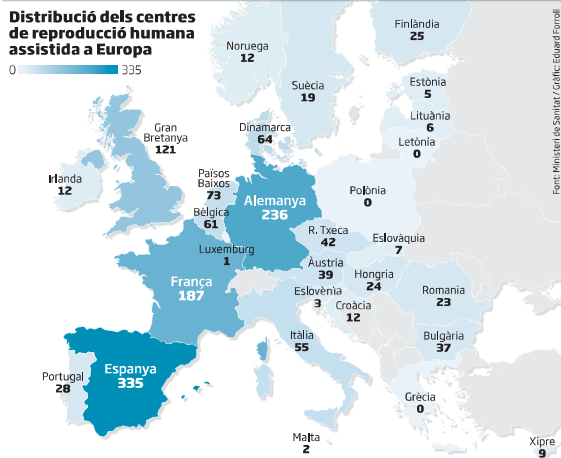 Distribució dels centres
de reproducció humana
assistida a Europa
0 335
Finlàndia
25
Noruega
12
Suècia
19
Estònia
5
Lituània
6
Letònia
0
Dinamarca
64
Gran
Bretanya
121
Irlanda
12
Països
Baixos
73
Bèlgica
61
Alemanya
236
Polònia
0
R. Txeca
42
Eslovàquia
7
Luxemburg
1
Àustria
39
Hongria
24
França
187
Eslovènia
3
Croàcia
12
Romania
23
Itàlia
55
Bulgària
37
Espanya
335
Portugal
28
Grècia
0
Malta
2
Xipre
9
Font: Ministeri de Sanitat / Gràfic: Eduard Forroll